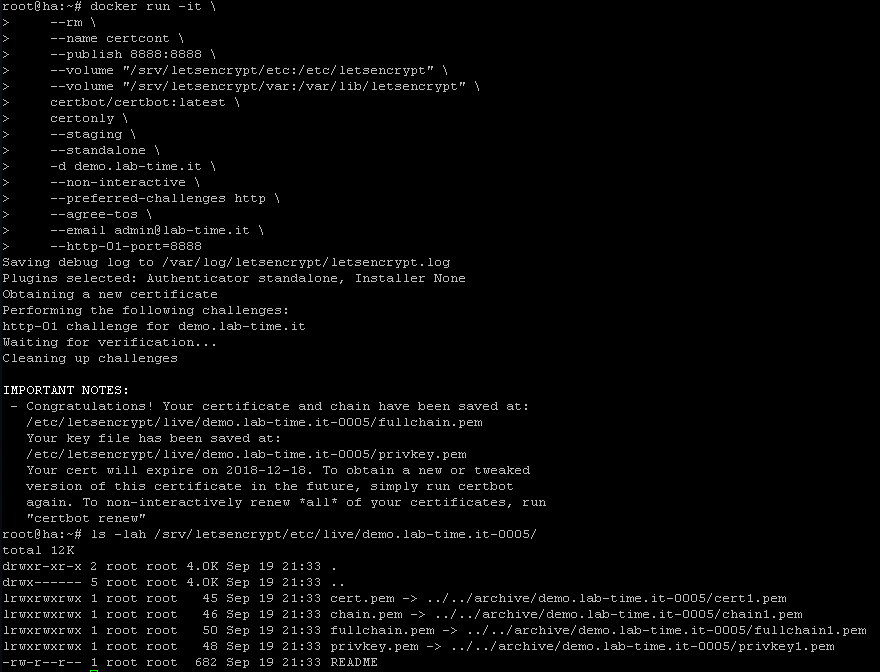 root@ha:~# docker run -it \
>     --rm \
>     --name certcont \
>     --publish 8888:8888 \
>     --volume "/srv/letsencrypt/etc:/etc/letsencrypt" \
>     --volume "/srv/letsencrypt/var:/var/lib/letsencrypt" \
>     certbot/certbot:latest \
>     certonly \
>     --staging \
>     --standalone \
>     -d demo.lab-time.it \
>     --non-interactive \
>     --preferred-challenges http \
>     --agree-tos \
>     --email admin@lab-time.it \
>     --http-01-port=8888
Saving debug log to /var/log/letsencrypt/letsencrypt.log
Plugins selected: Authenticator standalone, Installer None
Obtaining a new certificate
Performing the following challenges:
http-01 challenge for demo.lab-time.it
Waiting for verification...
Cleaning up challenges
IMPORTANT NOTES:
 - Congratulations! Your certificate and chain have been saved at:
   /etc/letsencrypt/live/demo.lab-time.it-0005/fullchain.pem
   Your key file has been saved at:
   /etc/letsencrypt/live/demo.lab-time.it-0005/privkey.pem
   Your cert will expire on 2018-12-18. To obtain a new or tweaked
   version of this certificate in the future, simply run certbot
   again. To non-interactively renew *all* of your certificates, run
   "certbot renew"
root@ha:~# ls -lah /srv/letsencrypt/etc/live/demo.lab-time.it-0005/
total 12K
drwxr-xr-x 2 root root 4.0K Sep 19 21:33 .
drwx------ 5 root root 4.0K Sep 19 21:33 ..
lrwxrwxrwx 1 root root   45 Sep 19 21:33 cert.pem -> ../../archive/demo.lab-time.it-0005/cert1.pem
lrwxrwxrwx 1 root root   46 Sep 19 21:33 chain.pem -> ../../archive/demo.lab-time.it-0005/chain1.pem
lrwxrwxrwx 1 root root   50 Sep 19 21:33 fullchain.pem -> ../../archive/demo.lab-time.it-0005/fullchain1.pem
lrwxrwxrwx 1 root root   48 Sep 19 21:33 privkey.pem -> ../../archive/demo.lab-time.it-0005/privkey1.pem
-rw-r--r-- 1 root root  682 Sep 19 21:33 README